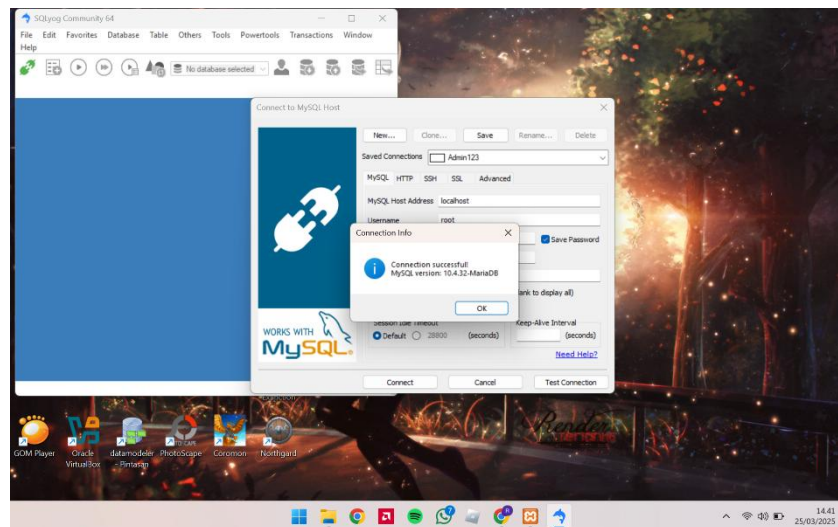 SQLyog Community 64
File Edit Favorites Database Table Others Tools Powertools Transactions Window
Help
No database selected
Connect to MySQL Host
New... Clone... Save Rename... Delete
Saved Connections Admin123
MySQL HTTP SSH SSL Advanced
MySQL Host Address localhost
Username root
Connection Info
Save Password
Connection successful!
MySQL version: 10.4.32-MariaDB
OK
ank to display all)
Session Idle Timeout
Keep-Alive Interval
Default 28800 (seconds)
(seconds)
Need Help?
WORKS WITH
MySQL
Connect Cancel Test Connection
Render
GOM Player
Oracle VirtualBox
datamodeler - Pintasan
PhotoScape
Coromon
Northgard
14.41
25/03/2025